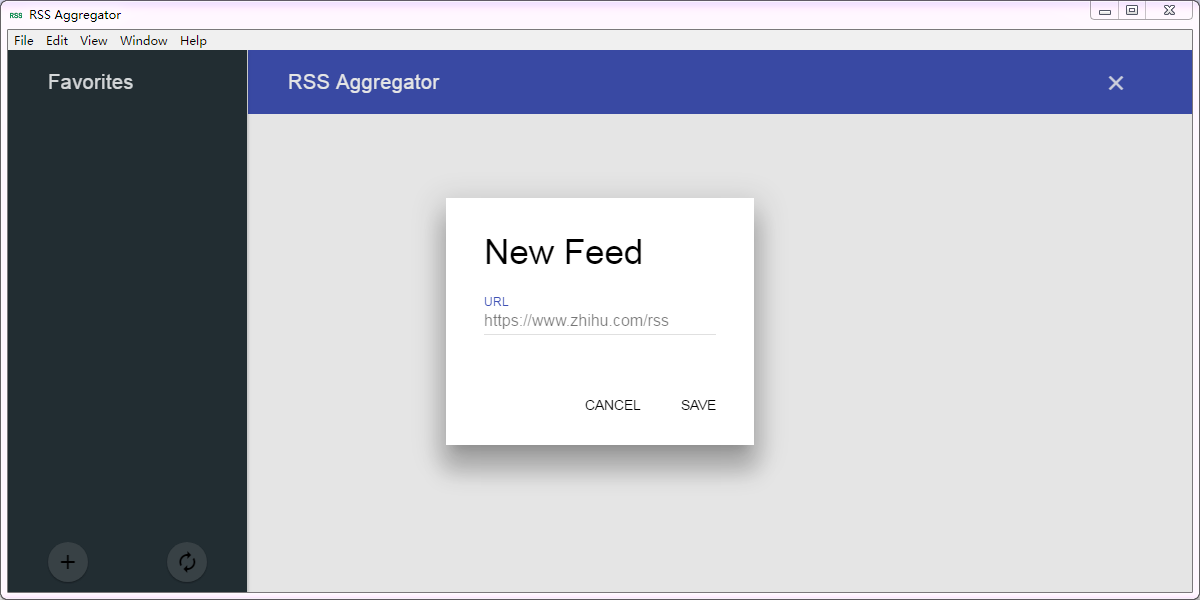 RSS RSS Aggregator
File Edit View Window Help
Favorites
RSS Aggregator
New Feed
URL
https://www.zhihu.com/rss
CANCEL SAVE